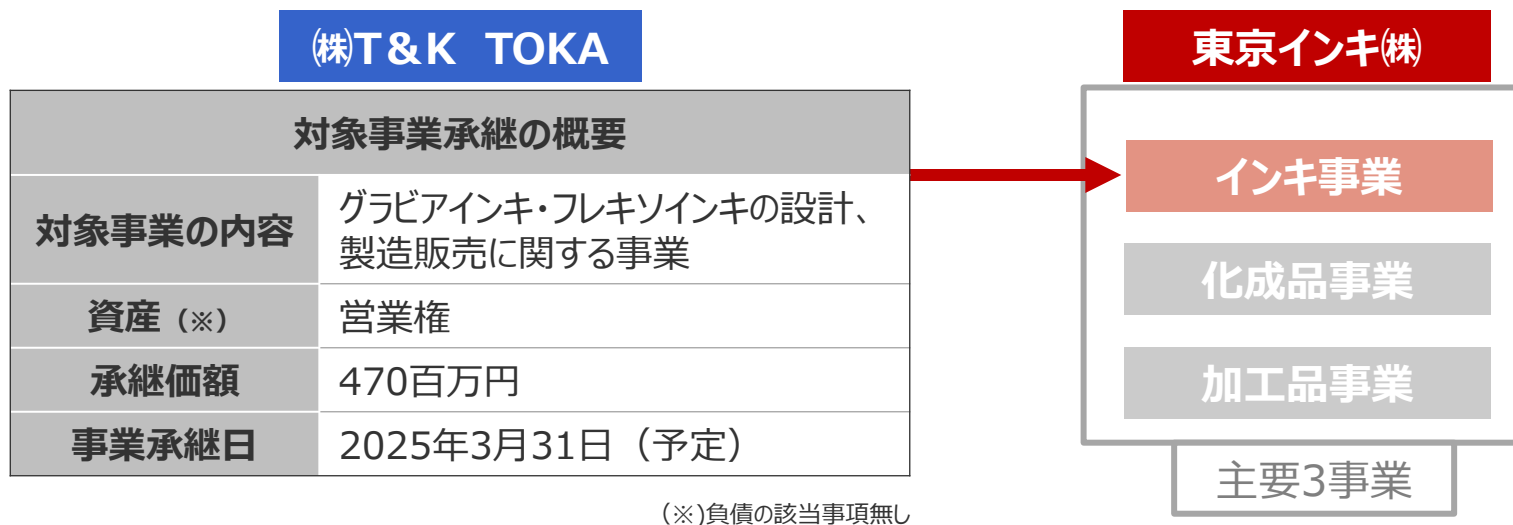 ㈱T&K TOKA
対象事業承継の概要
対象事業の内容
グラビアインキ・フレキソインキの設計、
製造販売に関する事業
資産（※）
営業権
承継価額
470百万円
事業承継日
2025年3月31日（予定）
（※)負債の該当事項無し
東京インキ㈱
インキ事業
化成品事業
加工品事業
主要3事業